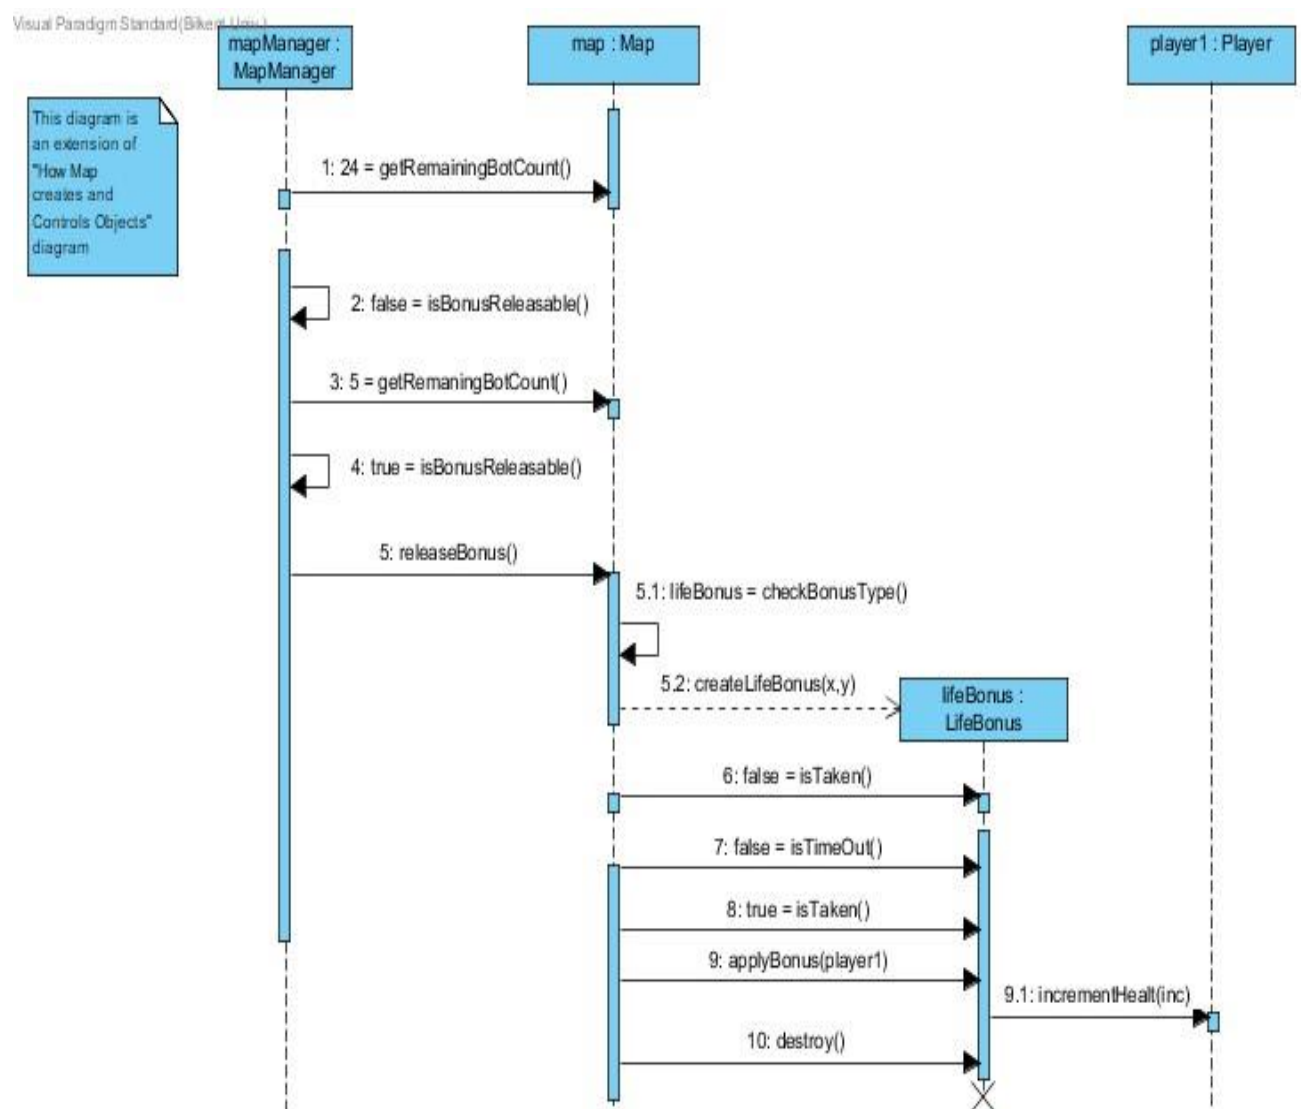 Visual Paradigm Standard(Bilkent Univ.)
mapManager :
MapManager
map : Map
player1 : Player
This diagram is
an extension of
"How Map
creates and
Controls Objects"
diagram
1: 24 = getRemainingBotCount()
2: false = isBonusReleasable()
3: 5 = getRemaningBotCount()
4: true = isBonusReleasable()
5: releaseBonus()
5.1: lifeBonus = checkBonusType()
5.2: createLifeBonus(x,y)
lifeBonus :
LifeBonus
6: false = isTaken()
7: false = isTimeOut()
8: true = isTaken()
9: applyBonus(player1)
9.1: incrementHealt(inc)
10: destroy()